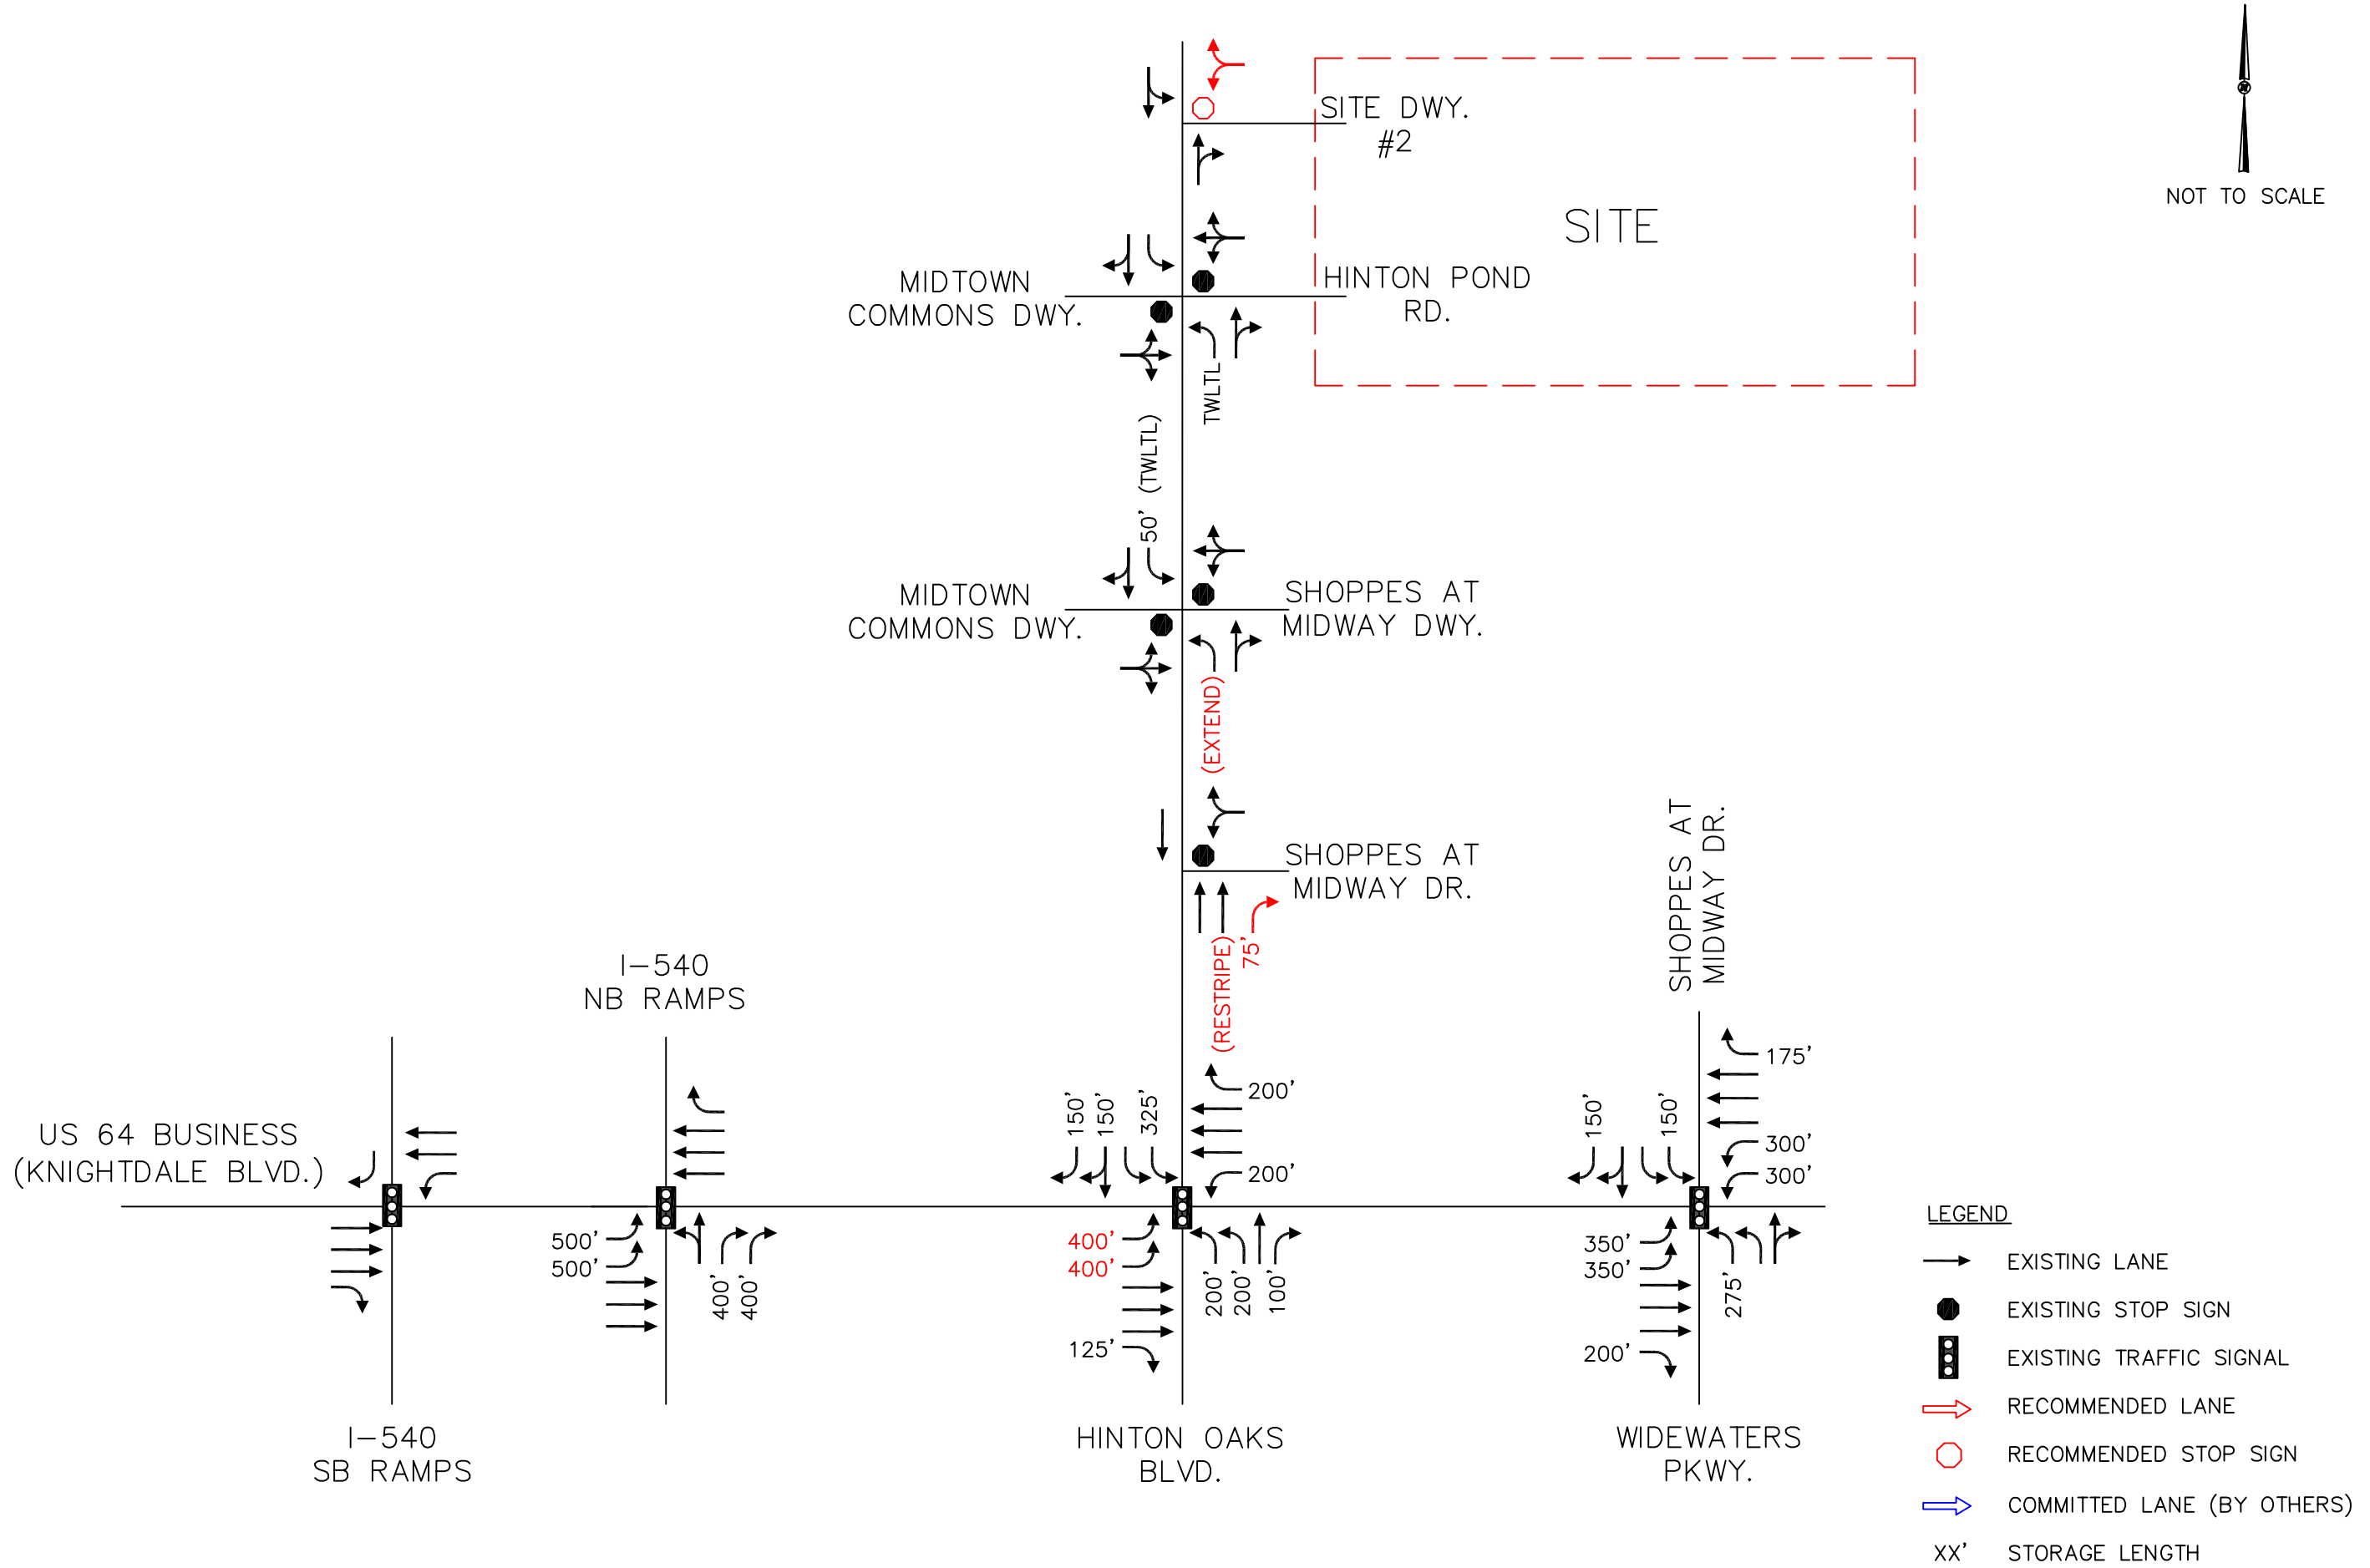 SITE DWY.
#2
NOT TO SCALE
SITE
MIDTOWN
COMMONS DWY.
HINTON POND
RD.
TWLTL
50' (TWLTL)
MIDTOWN
COMMONS DWY.
SHOPPES AT
MIDWAY DWY.
(EXTEND)
SHOPPES AT
MIDWAY DR.
SHOPPES AT
MIDWAY DR.
(RESTRIPE)
75'
I-540
NB RAMPS
US 64 BUSINESS
(KNIGHTDALE BLVD.)
150'
150'
325'
200'
200'
150'
150'
175'
300'
300'
500'
500'
400'
400'
400'
400'
125'
200'
200'
100'
350'
350'
200'
275'
I-540
SB RAMPS
HINTON OAKS
BLVD.
WIDEWATERS
PKWY.
LEGEND
EXISTING LANE
EXISTING STOP SIGN
EXISTING TRAFFIC SIGNAL
RECOMMENDED LANE
RECOMMENDED STOP SIGN
COMMITTED LANE (BY OTHERS)
XX' STORAGE LENGTH